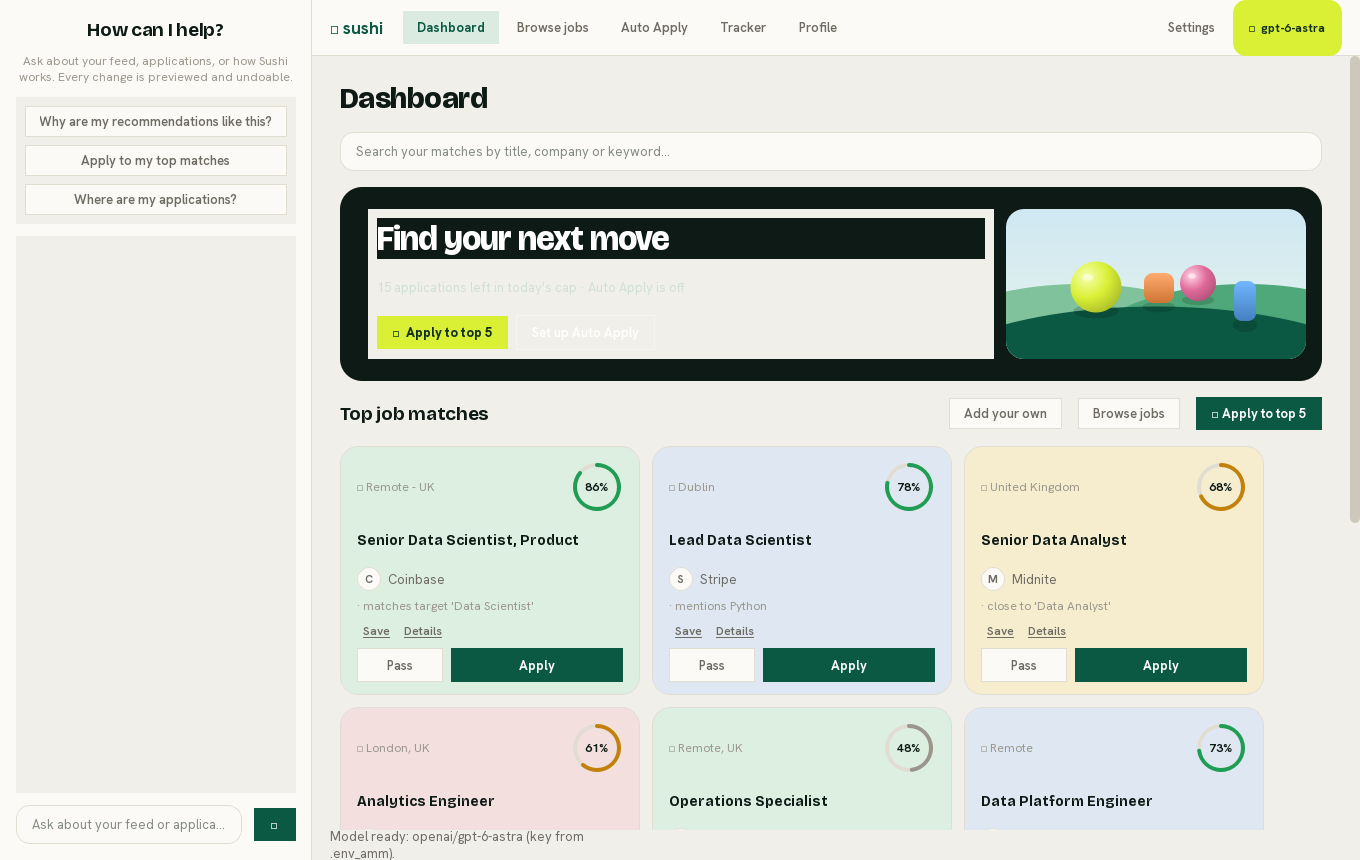 How can I help?
Ask about your feed, applications, or how Sushi
works. Every change is previewed and undoable.
Why are my recommendations like this?
Apply to my top matches
Where are my applications?
Ask about your feed or applica...
sushi
Dashboard
Browse jobs
Auto Apply
Tracker
Profile
Settings
gpt-6-astra
Dashboard
Search your matches by title, company or keyword...
Find your next move
15 applications left in today's cap · Auto Apply is off
Apply to top 5
Set up Auto Apply
Top job matches
Add your own
Browse jobs
Apply to top 5
Remote - UK
86%
Senior Data Scientist, Product
C Coinbase
· matches target 'Data Scientist'
Save Details
Pass
Apply
Dublin
78%
Lead Data Scientist
S Stripe
· mentions Python
Save Details
Pass
Apply
United Kingdom
68%
Senior Data Analyst
M Midnite
· close to 'Data Analyst'
Save Details
Pass
Apply
London, UK
61%
Analytics Engineer
Remote, UK
48%
Operations Specialist
Remote
73%
Data Platform Engineer
Model ready: openai/gpt-6-astra (key from
.env_amm).